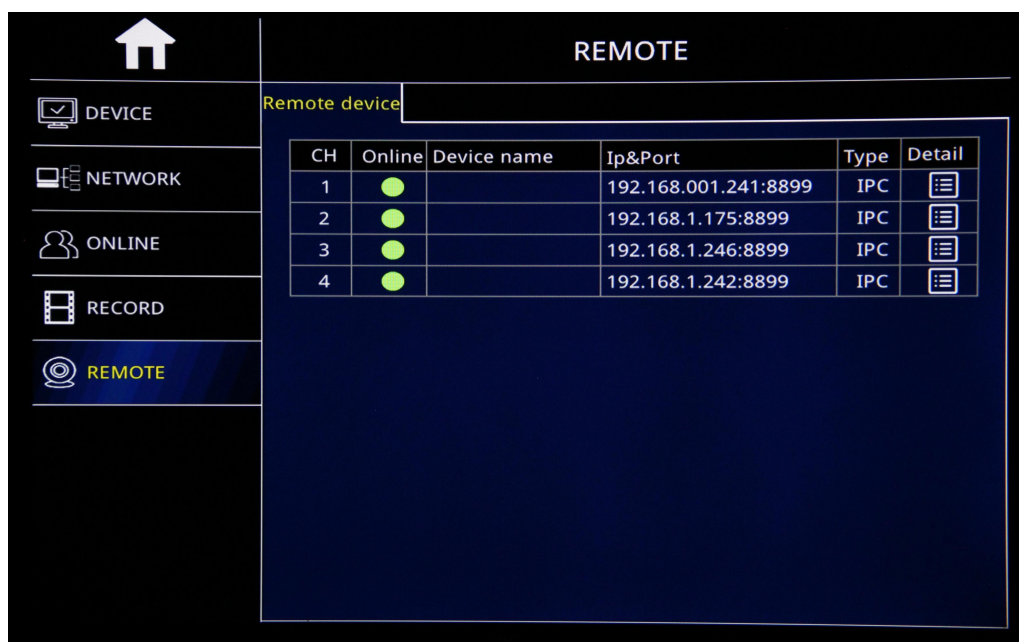 REMOTE
DEVICE
NETWORK
ONLINE
RECORD
REMOTE
Remote device
CH Online Device name Ip&Port Type Detail
1 192.168.001.241:8899 IPC
2 192.168.1.175:8899 IPC
3 192.168.1.246:8899 IPC
4 192.168.1.242:8899 IPC